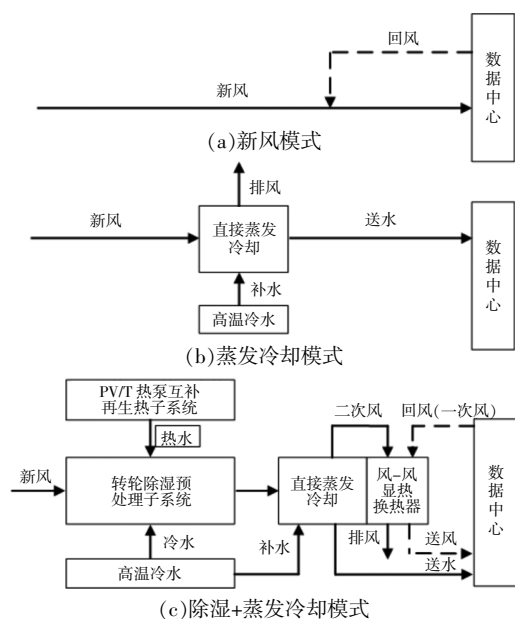 回风
新风
数据中心
(a)新风模式
排风
新风
直接蒸发
冷却
送水
数据中心
补水
高温冷水
(b)蒸发冷却模式
PV/T 热泵互补
再生热子系统
二次风
回风(一次风)
热水
新风
转轮除湿预
处理子系统
直接蒸发
冷却
风-风
显热
换热器
数据中心
冷水
补水
排风
送风
送水
高温冷水
(c)除湿+蒸发冷却模式